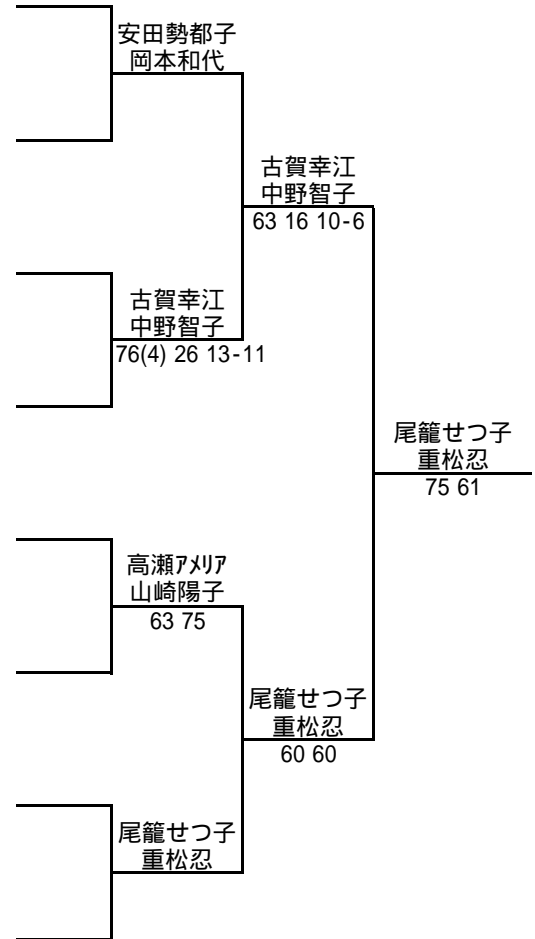 安田勢都子
岡本和代
古賀幸江
中野智子
63 16 10-6
古賀幸江
中野智子
76(4) 26 13-11
尾籠せつ子
重松忍
75 61
高瀬ｱﾒﾘｱ
山崎陽子
63 75
尾籠せつ子
重松忍
60 60
尾籠せつ子
重松忍